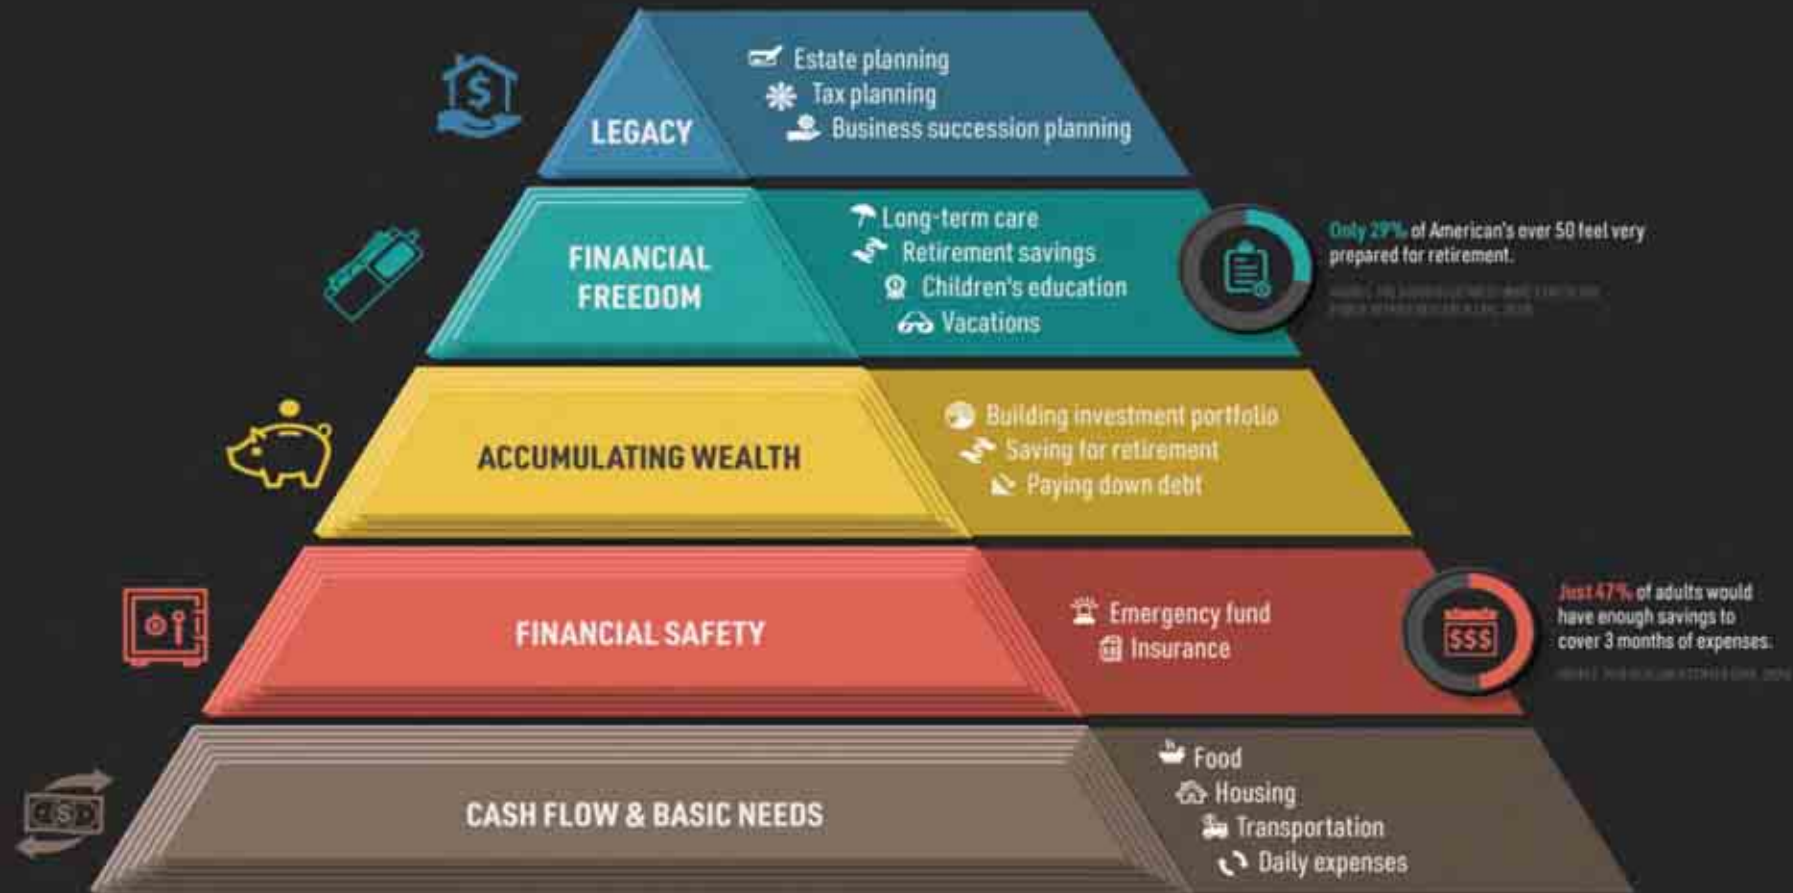 LEGACY
Estate planning
Tax planning
Business succession planning
FINANCIAL
FREEDOM
Long-term care
Retirement savings
Children's education
Vacations
Only 29% of American's over 50 feel very
prepared for retirement.
ACCUMULATING WEALTH
Building investment portfolio
Saving for retirement
Paying down debt
FINANCIAL SAFETY
Emergency fund
Insurance
$$$
Just 47% of adults would
have enough savings to
cover 3 months of expenses.
CASH FLOW & BASIC NEEDS
Food
Housing
Transportation
Daily expenses